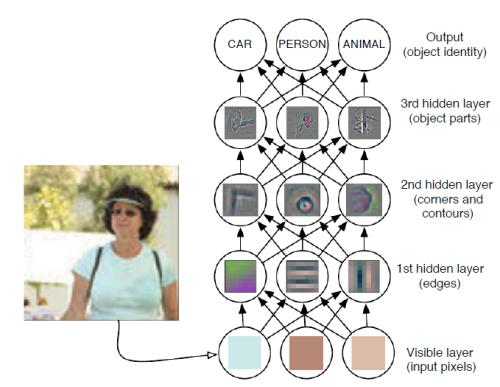 CAR PERSON ANIMAL
Output
(object identity)
3rd hidden layer
(object parts)
2nd hidden layer
(corners and
contours)
1st hidden layer
(edges)
Visible layer
(input pixels)